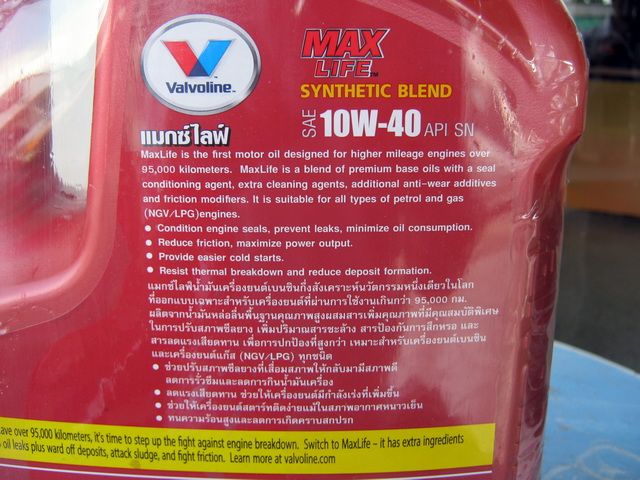 Valvoline™
MAX
LIFE™
SYNTHETIC BLEND
SAE 10W-40 API SN
แมกซ์ไลฟ์
MaxLife is the first motor oil designed for higher mileage engines over
95,000 kilometers. MaxLife is a blend of premium base oils with a seal
conditioning agent, extra cleaning agents, additional anti-wear additives
and friction modifiers. It is suitable for all types of petrol and gas
(NGV/LPG)engines.
• Condition engine seals, prevent leaks, minimize oil consumption.
• Reduce friction, maximize power output.
• Provide easier cold starts.
• Resist thermal breakdown and reduce deposit formation.
แมกซ์ไลฟ์น้ำมันเครื่องยนต์เบนซินกึ่งสังเคราะห์นวัตกรรมหนึ่งเดียวในโลก
ที่ออกแบบเฉพาะสำหรับเครื่องยนต์ที่ผ่านการใช้งานเกินกว่า 95,000 กม.
ผลิตจากน้ำมันหล่อลื่นพื้นฐานคุณภาพสูงผสมสารเพิ่มคุณภาพที่มีคุณสมบัติพิเศษ
ในการปรับสภาพซีลยาง เพิ่มปริมาณสารชะล้าง สารป้องกันการสึกหรอ และ
สารลดแรงเสียดทาน เพื่อการปกป้องที่สูงกว่า เหมาะสำหรับเครื่องยนต์เบนซิน
และเครื่องยนต์แก๊ส (NGV/LPG) ทุกชนิด
• ช่วยปรับสภาพซีลยางที่เสื่อมสภาพให้กลับมามีสภาพดี
ลดการรั่วซึมและลดการกินน้ำมันเครื่อง
• ลดแรงเสียดทาน ช่วยให้เครื่องยนต์มีกำลังเร่งที่เพิ่มขึ้น
• ช่วยให้เครื่องยนต์สตาร์ทติดง่ายแม้ในสภาพอากาศหนาวเย็น
• ทนความร้อนสูงและลดการเกิดคราบสกปรก
ave over 95,000 kilometers, it's time to step up the fight against engine breakdown. Switch to MaxLife – it has extra ingredients
oil leaks plus ward off deposits, attack sludge, and fight friction. Learn more at valvoline.com